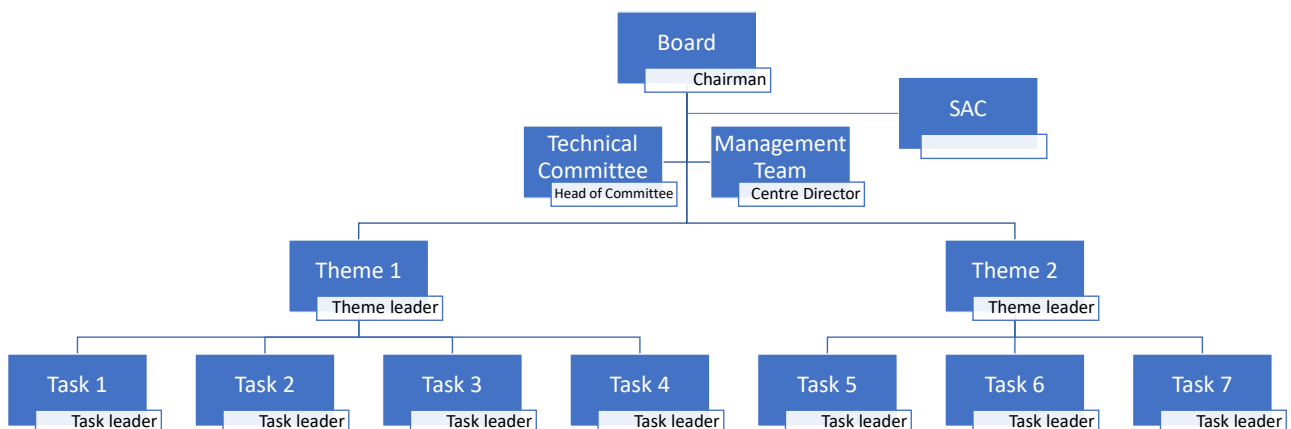 Board
Chairman
SAC
Technical
Committee
Head of Committee
Management
Team
Centre Director
Theme 1
Theme leader
Theme 2
Theme leader
Task 1
Task leader
Task 2
Task leader
Task 3
Task leader
Task 4
Task leader
Task 5
Task leader
Task 6
Task leader
Task 7
Task leader